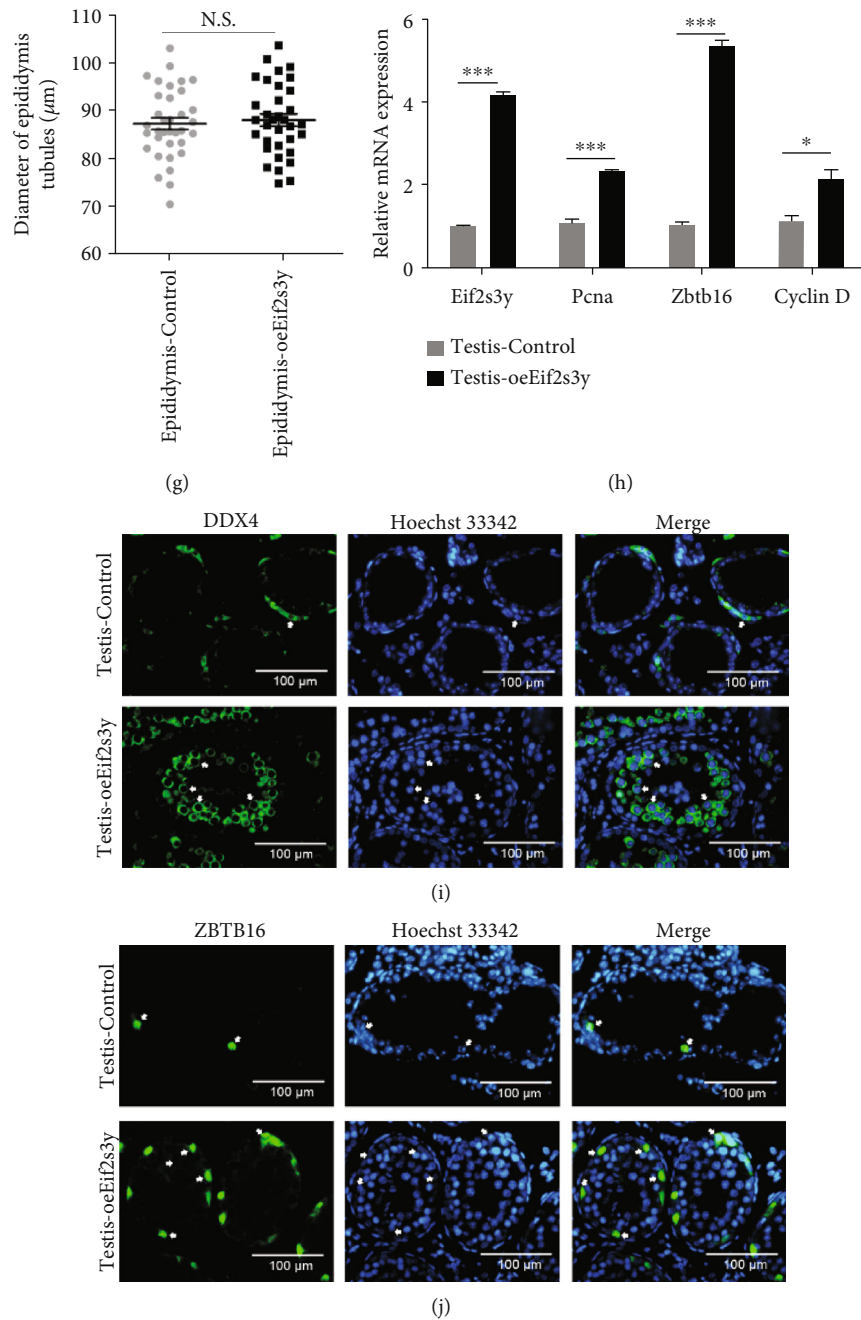 N.S.
110
100
90
80
70
60
Diameter of epididymis
tubules (μm)
Epididymis-Control
Epididymis-oeEif2s3y
(g)
6
4
2
0
Relative mRNA expression
***
***
***
*
Eif2s3y Pcna Zbtb16 Cyclin D
Testis-Control
Testis-oeEif2s3y
(h)
DDX4 Hoechst 33342 Merge
Testis-Control
100 μm 100 μm 100 μm
Testis-oeEif2s3y
100 μm 100 μm 100 μm
(i)
ZBTB16 Hoechst 33342 Merge
Testis-Control
100 μm 100 μm 100 μm
Testis-oeEif2s3y
100 μm 100 μm 100 μm
(j)